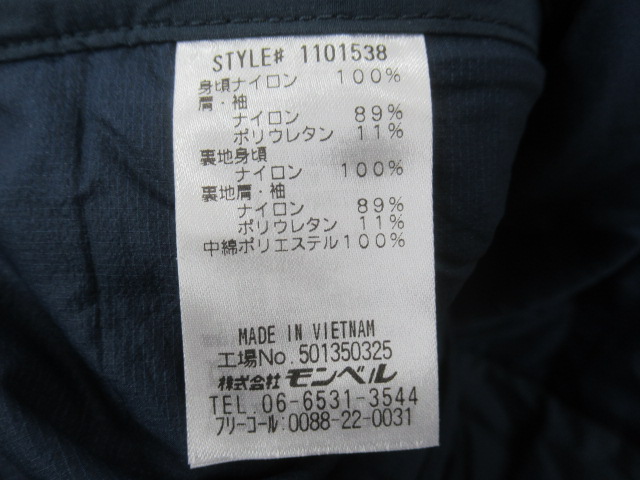 STYLE# 1101538
身頃ナイロン 100%
肩・袖
ナイロン 89%
ポリウレタン 11%
裏地身頃
ナイロン 100%
裏地肩・袖
ナイロン 89%
ポリウレタン 11%
中綿ポリエステル100%
MADE IN VIETNAM
工場No.501350325
株式会社モンベル
TEL.06-6531-3544
フリーコール:0088-22-0031